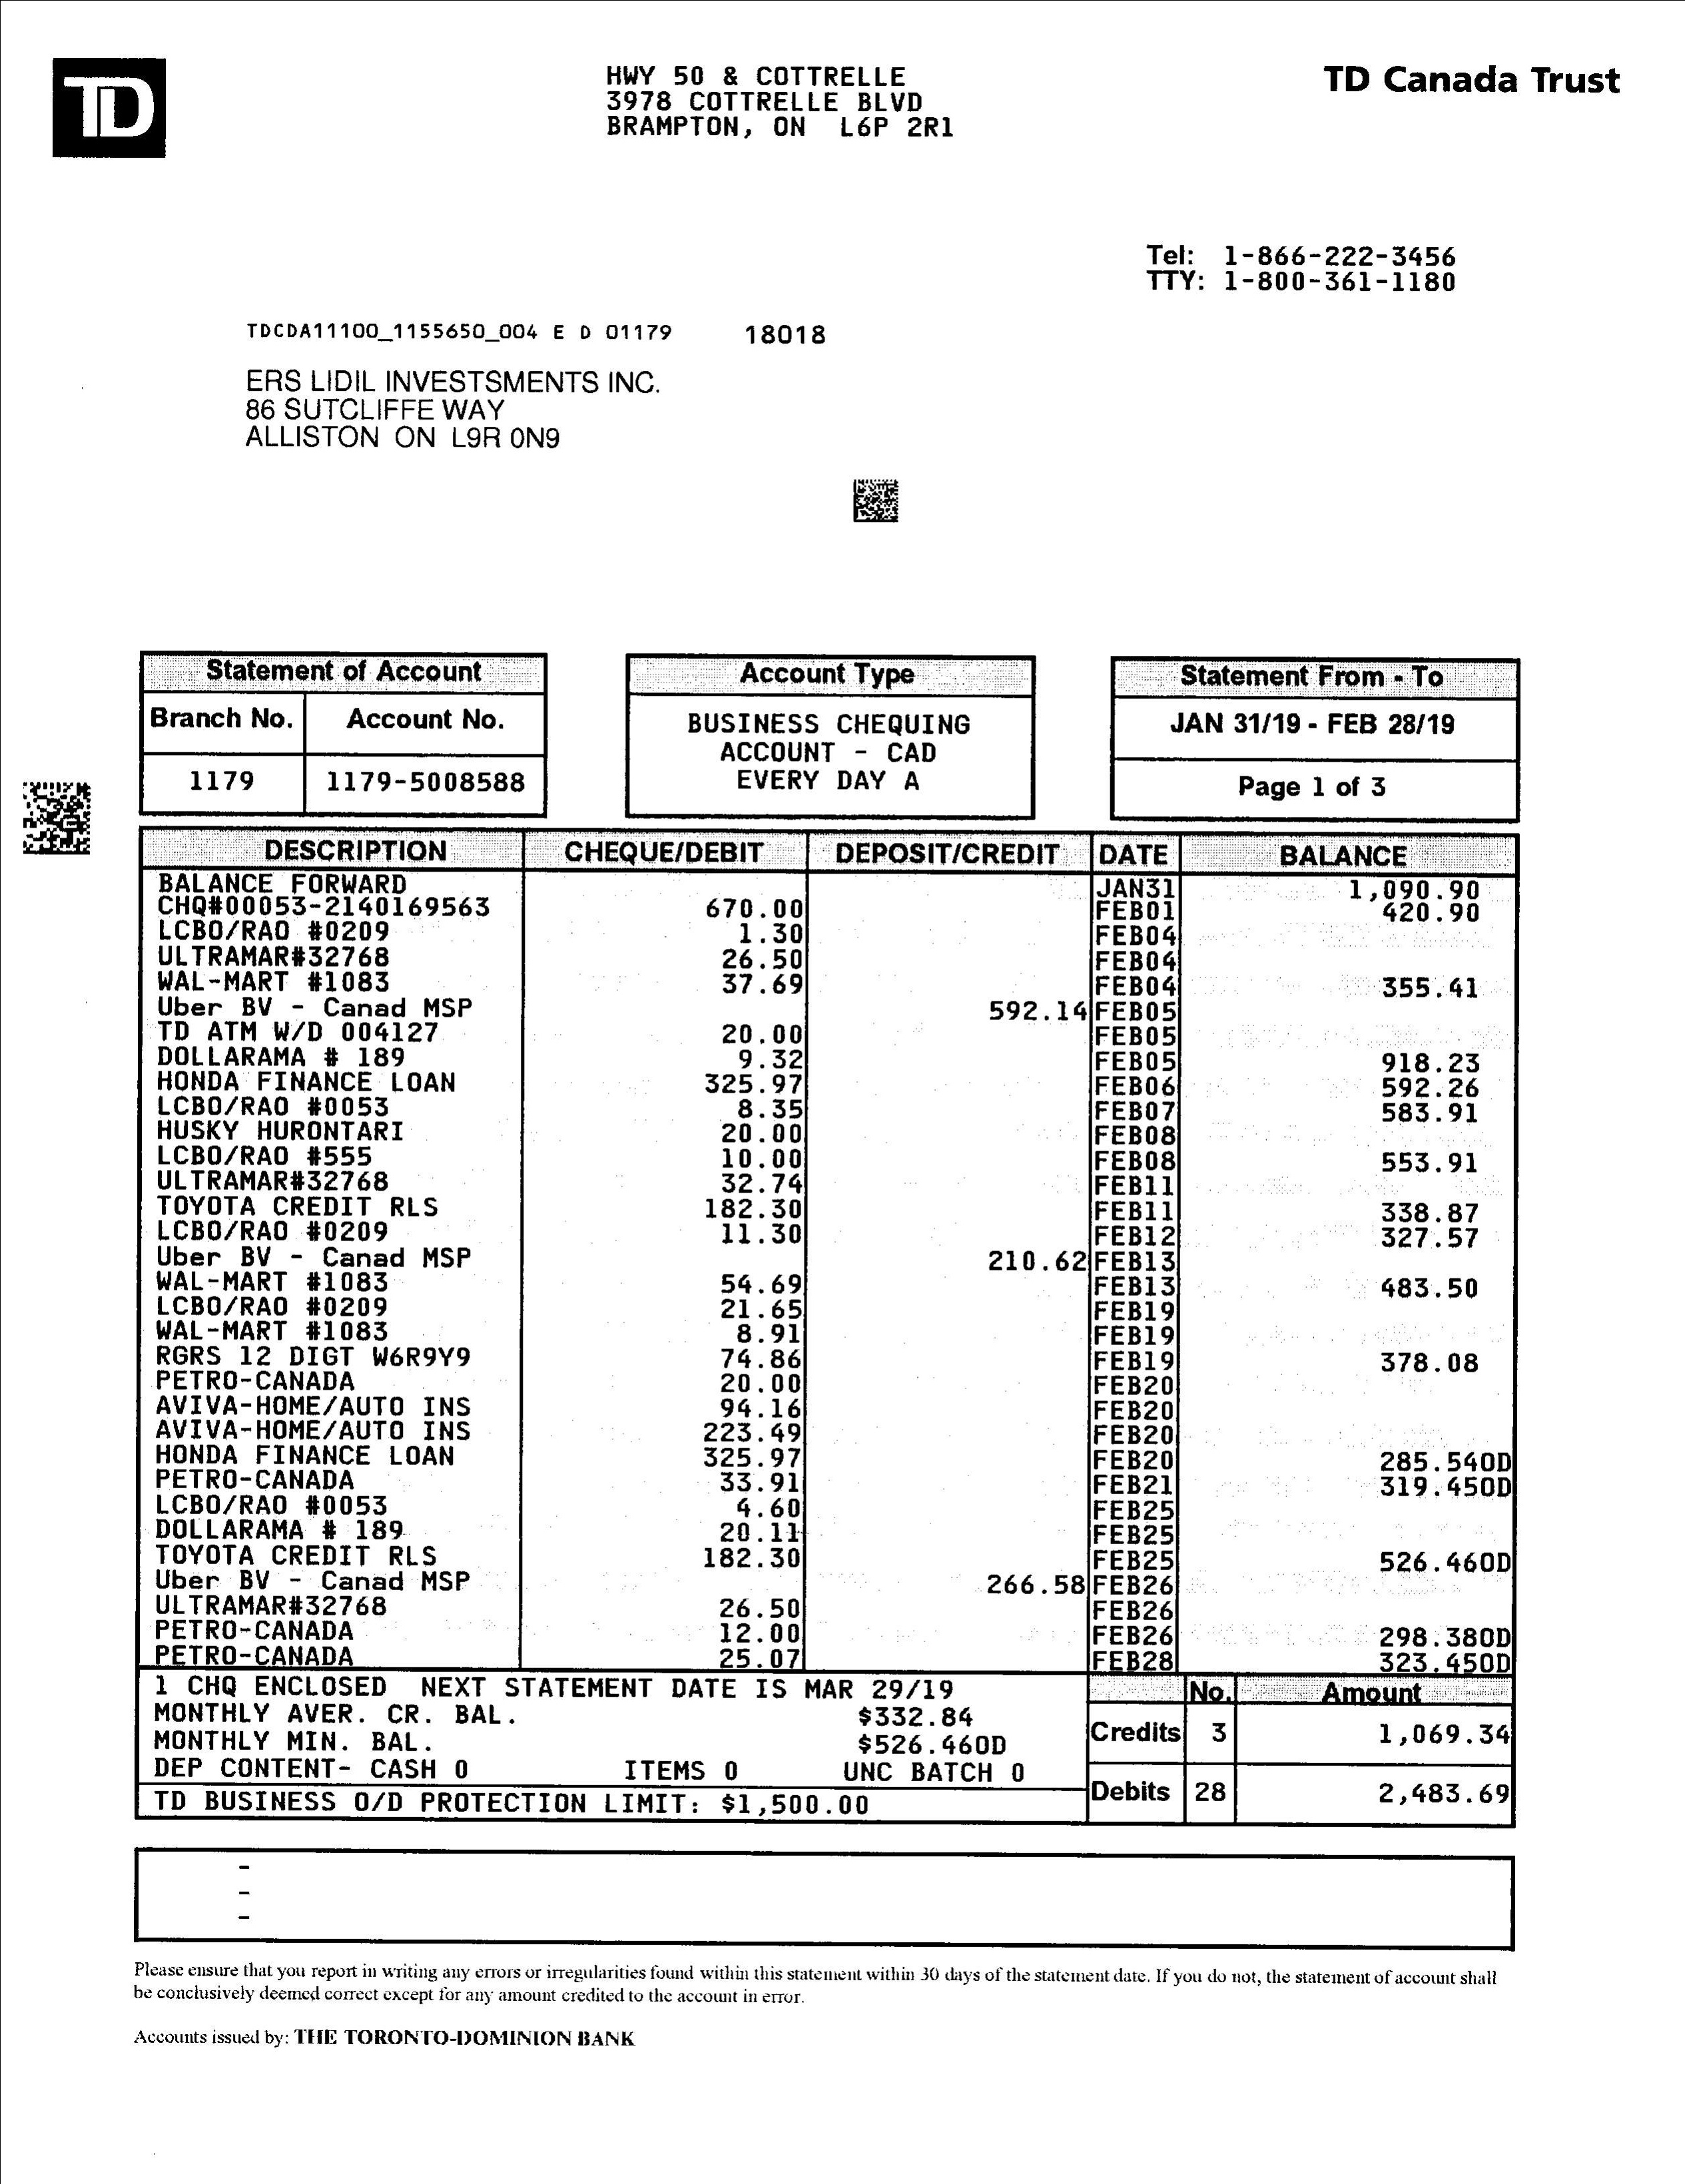 TD
HWY 50 & COTTRELLE
3978 COTTRELLE BLVD
BRAMPTON, ON L6P 2R1
TD Canada Trust
Tel: 1-866-222-3456
TTY: 1-800-361-1180
TDCDA11100_1155650_004 E D 01179 18018
ERS LIDIL INVESTSMENTS INC.
86 SUTCLIFFE WAY
ALLISTON ON L9R 0N9
Statement of Account
Branch No. Account No.
1179 1179-5008588
Account Type
BUSINESS CHEQUING
ACCOUNT - CAD
EVERY DAY A
Statement From - To
JAN 31/19 - FEB 28/19
Page 1 of 3
DESCRIPTION CHEQUE/DEBIT DEPOSIT/CREDIT DATE BALANCE
BALANCE FORWARD JAN31 1,090.90
CHQ#00053-2140169563 670.00 FEB01 420.90
LCBO/RAO #0209 1.30 FEB04
ULTRAMAR#32768 26.50 FEB04
WAL-MART #1083 37.69 FEB04 355.41
Uber BV - Canad MSP 592.14 FEB05
TD ATM W/D 004127 20.00 FEB05
DOLLARAMA # 189 9.32 FEB05 918.23
HONDA FINANCE LOAN 325.97 FEB06 592.26
LCBO/RAO #0053 8.35 FEB07 583.91
HUSKY HURONTARI 20.00 FEB08
LCBO/RAO #555 10.00 FEB08 553.91
ULTRAMAR#32768 32.74 FEB11
TOYOTA CREDIT RLS 182.30 FEB11 338.87
LCBO/RAO #0209 11.30 FEB12 327.57
Uber BV - Canad MSP 210.62 FEB13
WAL-MART #1083 54.69 FEB13 483.50
LCBO/RAO #0209 21.65 FEB19
WAL-MART #1083 8.91 FEB19
RGRS 12 DIGT W6R9Y9 74.86 FEB19 378.08
PETRO-CANADA 20.00 FEB20
AVIVA-HOME/AUTO INS 94.16 FEB20
AVIVA-HOME/AUTO INS 223.49 FEB20
HONDA FINANCE LOAN 325.97 FEB20 285.54OD
PETRO-CANADA 33.91 FEB21 319.45OD
LCBO/RAO #0053 4.60 FEB25
DOLLARAMA # 189 20.11 FEB25
TOYOTA CREDIT RLS 182.30 FEB25 526.46OD
Uber BV - Canad MSP 266.58 FEB26
ULTRAMAR#32768 26.50 FEB26
PETRO-CANADA 12.00 FEB26 298.38OD
PETRO-CANADA 25.07 FEB28 323.45OD
1 CHQ ENCLOSED NEXT STATEMENT DATE IS MAR 29/19
MONTHLY AVER. CR. BAL. $332.84
MONTHLY MIN. BAL. $526.46OD
DEP CONTENT- CASH 0 ITEMS 0 UNC BATCH 0
TD BUSINESS O/D PROTECTION LIMIT: $1,500.00
No. Amount
Credits 3 1,069.34
Debits 28 2,483.69
-
-
-
Please ensure that you report in writing any errors or irregularities found within this statement within 30 days of the statement date. If you do not, the statement of account shall
be conclusively deemed correct except for any amount credited to the account in error.
Accounts issued by: THE TORONTO-DOMINION BANK